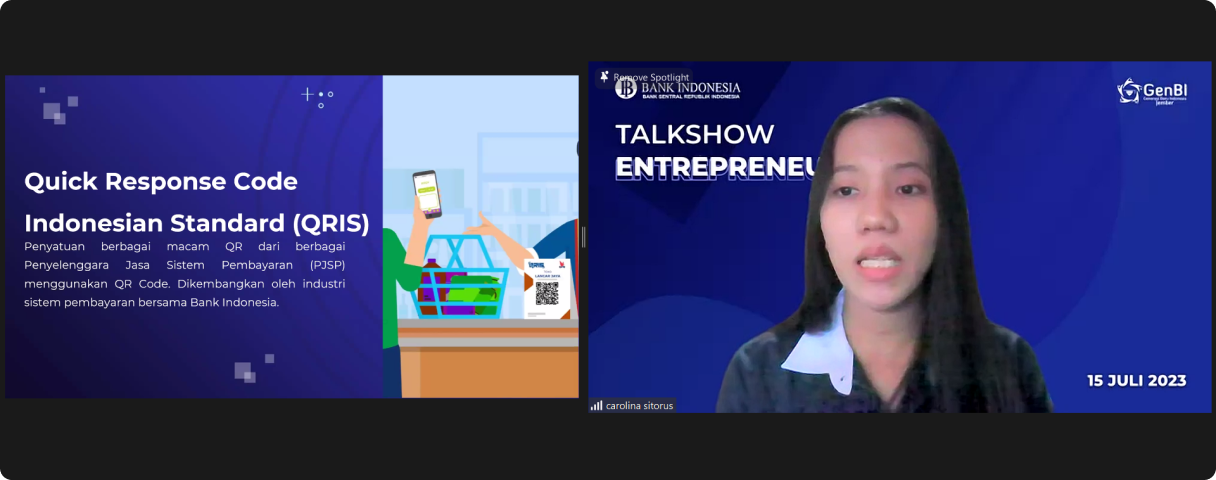 Quick Response Code
Indonesian Standard (QRIS)
Penyatuan berbagai macam QR dari berbagai
Penyelenggara Jasa Sistem Pembayaran (PJSP)
menggunakan QR Code. Dikembangkan oleh industri
sistem pembayaran bersama Bank Indonesia.
Remove Spotlight
BANK INDONESIA
BANK SENTRAL REPUBLIK INDONESIA
GenBI
Jember
TALKSHOW
ENTREPRENEU
15 JULI 2023
carolina sitorus